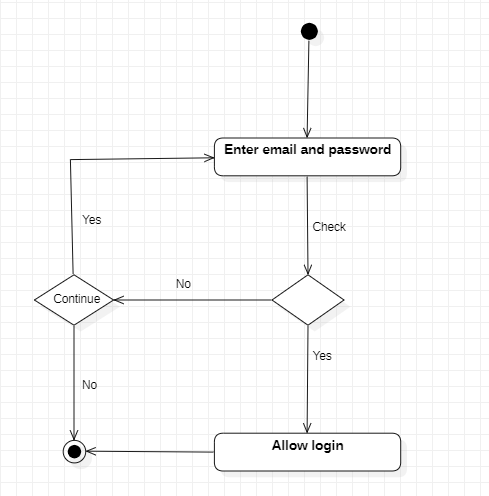 Enter email and password
Yes
Check
No
Continue
Yes
No
Allow login